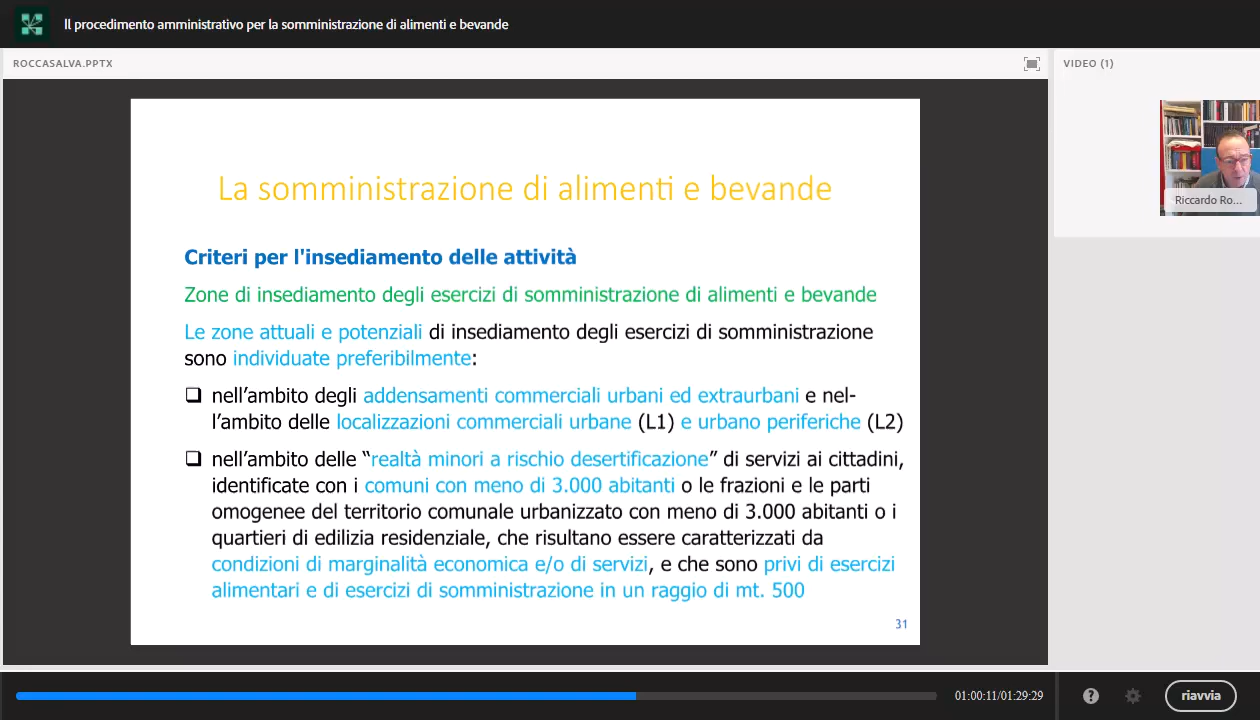 Il procedimento amministrativo per la somministrazione di alimenti e bevande
ROCCASALVA.PPTX
VIDEO (1)
La somministrazione di alimenti e bevande
Criteri per l'insediamento delle attività
Zone di insediamento degli esercizi di somministrazione di alimenti e bevande
Le zone attuali e potenziali di insediamento degli esercizi di somministrazione
sono individuate preferibilmente:
❑ nell’ambito degli addensamenti commerciali urbani ed extraurbani e nel-
l’ambito delle localizzazioni commerciali urbane (L1) e urbano periferiche (L2)
❑ nell’ambito delle “realtà minori a rischio desertificazione” di servizi ai cittadini,
identificate con i comuni con meno di 3.000 abitanti o le frazioni e le parti
omogenee del territorio comunale urbanizzato con meno di 3.000 abitanti o i
quartieri di edilizia residenziale, che risultano essere caratterizzati da
condizioni di marginalità economica e/o di servizi, e che sono privi di esercizi
alimentari e di esercizi di somministrazione in un raggio di mt. 500
31
Riccardo Ro...
01:00:11/01:29:29
?
riavvia